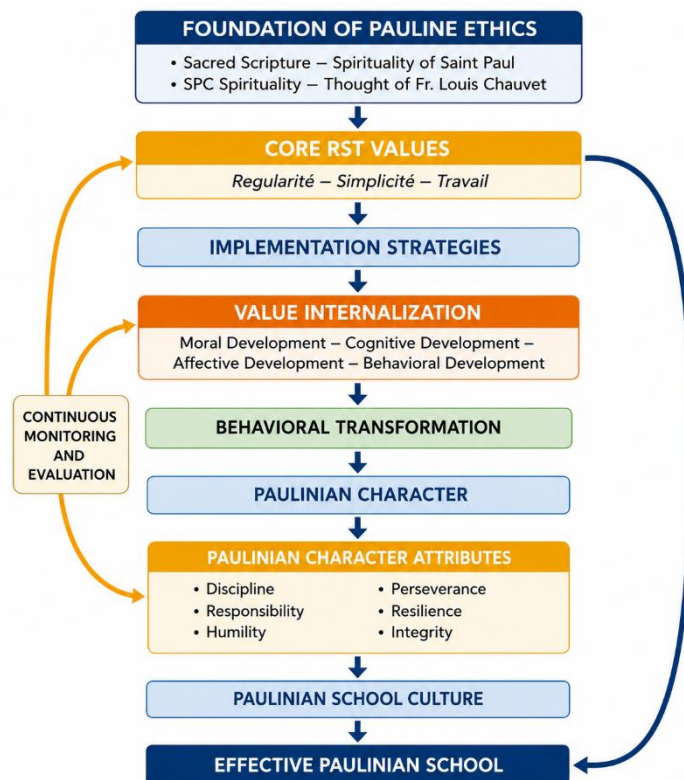 FOUNDATION OF PAULINE ETHICS
• Sacred Scripture – Spirituality of Saint Paul
• SPC Spirituality – Thought of Fr. Louis Chauvet
CORE RST VALUES
Regularité – Simplicité – Travail
IMPLEMENTATION STRATEGIES
VALUE INTERNALIZATION
Moral Development – Cognitive Development –
Affective Development – Behavioral Development
CONTINUOUS
MONITORING
AND
EVALUATION
BEHAVIORAL TRANSFORMATION
PAULINIAN CHARACTER
PAULINIAN CHARACTER ATTRIBUTES
• Discipline
• Responsibility
• Humility
• Perseverance
• Resilience
• Integrity
PAULINIAN SCHOOL CULTURE
EFFECTIVE PAULINIAN SCHOOL